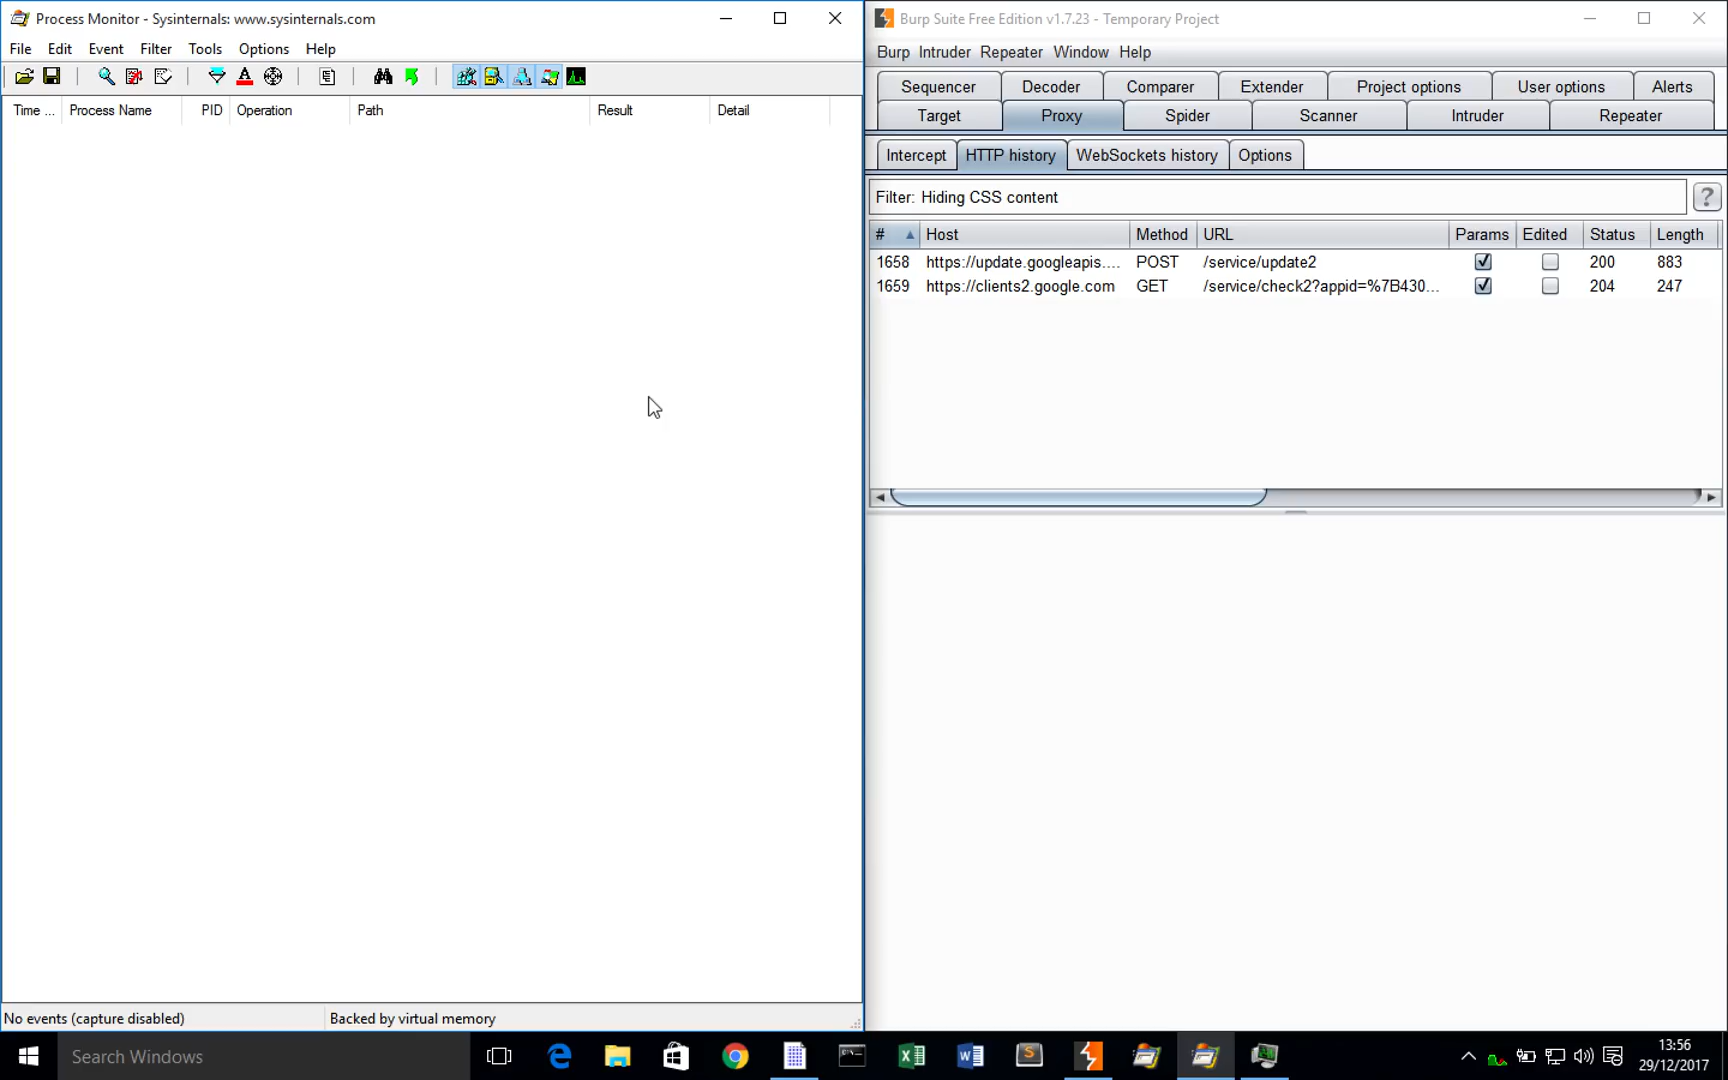 Process Monitor - Sysinternals: www.sysinternals.com
File Edit Event Filter Tools Options Help
Time ... Process Name PID Operation Path Result Detail
No events (capture disabled) Backed by virtual memory
Burp Suite Free Edition v1.7.23 - Temporary Project
Burp Intruder Repeater Window Help
Sequencer Decoder Comparer Extender Project options User options Alerts
Target Proxy Spider Scanner Intruder Repeater
Intercept HTTP history WebSockets history Options
Filter: Hiding CSS content ?
# Host Method URL Params Edited Status Length
1658 https://update.googleapis.... POST /service/update2 200 883
1659 https://clients2.google.com GET /service/check2?appid=%7B430... 204 247
Search Windows
13:56
29/12/2017